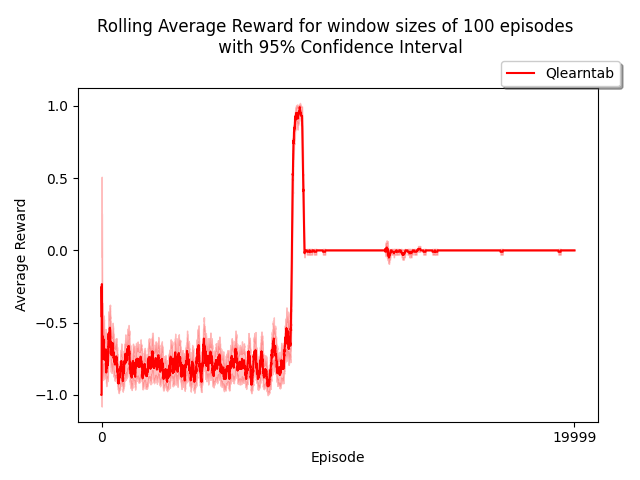 Rolling Average Reward for window sizes of 100 episodes
with 95% Confidence Interval
Qlearntab
1.0
0.5
0.0
−0.5
−1.0
Average Reward
0
19999
Episode